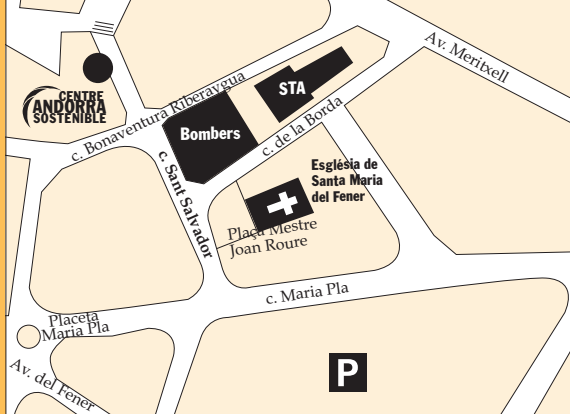 Av. Meritxell
CENTRE
ANDORRA
SOSTENIBLE
STA
c. Bonaventura Riberaygua
Bombers
c. de la Borda
c. Sant Salvador
Església de
Santa Maria
del Fener
Plaça Mestre
Joan Roure
c. Maria Pla
Placeta
Maria Pla
Av. del Fener
P